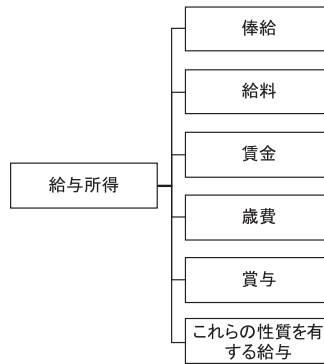 給与所得
俸給
給料
賃金
歳費
賞与
これらの性質を有
する給与